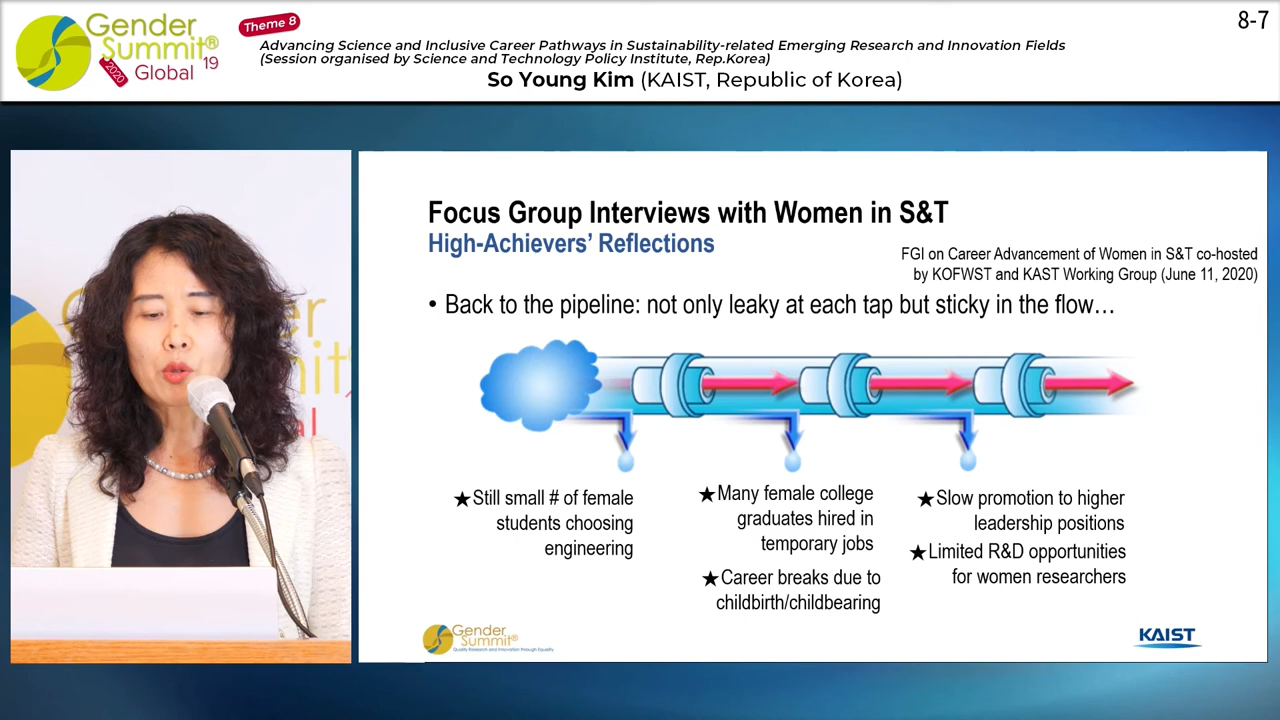 8-7
Gender
Summit®
Global 19
2020
Theme 8
Advancing Science and Inclusive Career Pathways in Sustainability-related Emerging Research and Innovation Fields
(Session organised by Science and Technology Policy Institute, Rep.Korea)
So Young Kim (KAIST, Republic of Korea)
Focus Group Interviews with Women in S&T
High-Achievers’ Reflections
FGI on Career Advancement of Women in S&T co-hosted
by KOFWST and KAST Working Group (June 11, 2020)
• Back to the pipeline: not only leaky at each tap but sticky in the flow…
★Still small # of female
students choosing
engineering
★Many female college
graduates hired in
temporary jobs
★Career breaks due to
childbirth/childbearing
★Slow promotion to higher
leadership positions
★Limited R&D opportunities
for women researchers
Gender
Summit®
Quality Research and Innovation through Equality
KAIST